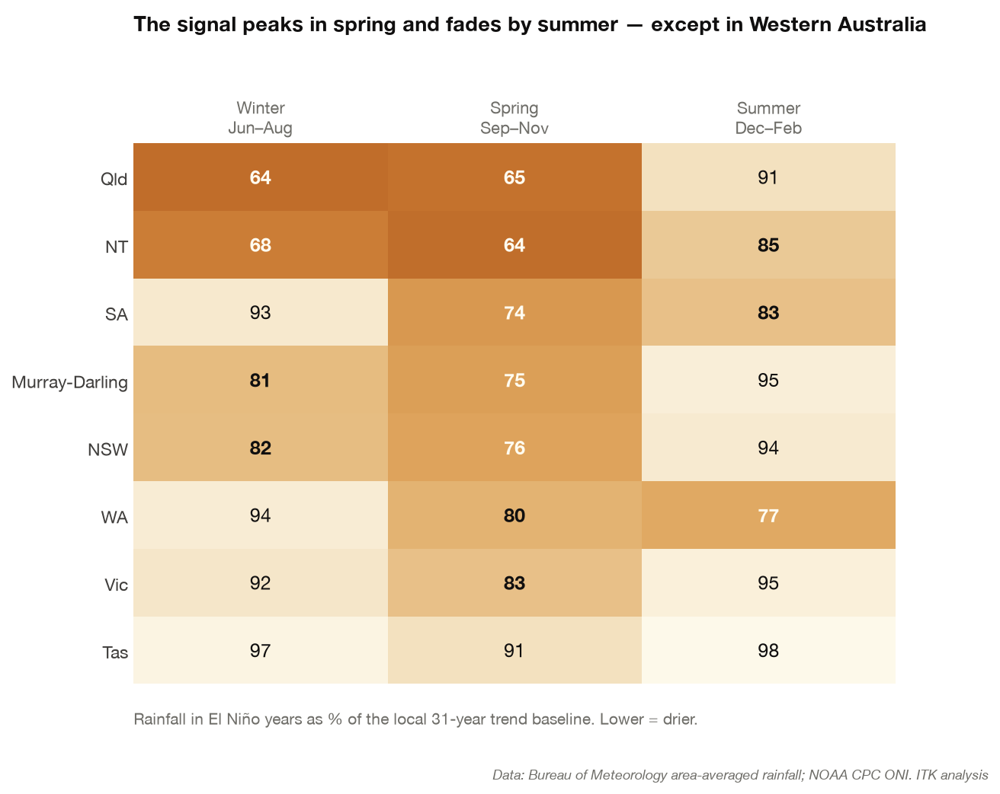 The signal peaks in spring and fades by summer — except in Western Australia
Winter Spring Summer
Jun–Aug Sep–Nov Dec–Feb
Qld 64 65 91
NT 68 64 85
SA 93 74 83
Murray-Darling 81 75 95
NSW 82 76 94
WA 94 80 77
Vic 92 83 95
Tas 97 91 98
Rainfall in El Niño years as % of the local 31-year trend baseline. Lower = drier.
Data: Bureau of Meteorology area-averaged rainfall; NOAA CPC ONI. ITK analysis